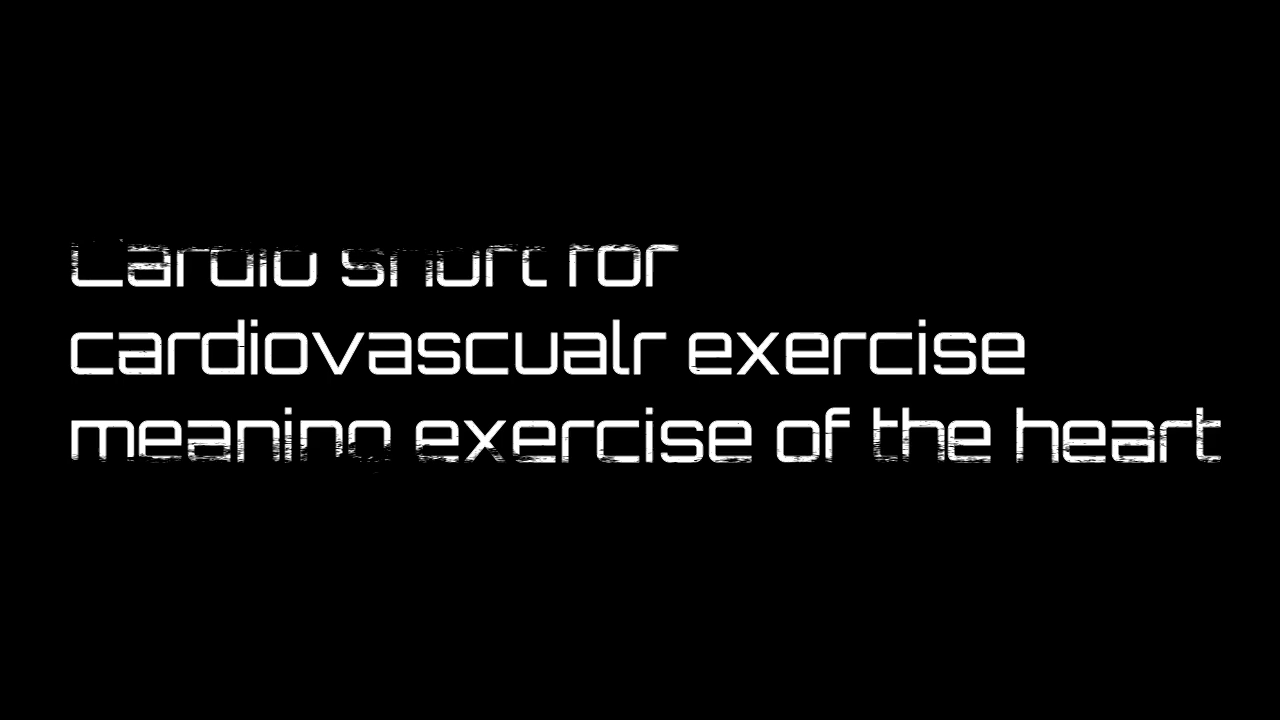 Cardio short for
cardiovascualr exercise
meaning exercise of the heart